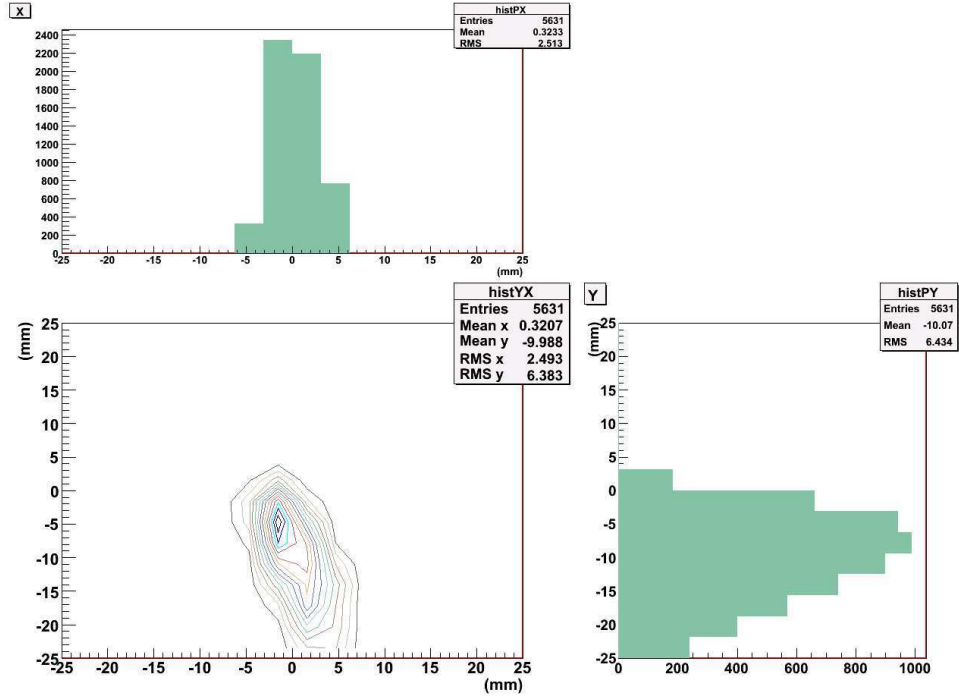 X
histPX
Entries 5631
Mean 0.3233
RMS 2.513
2400
2200
2000
1800
1600
1400
1200
1000
800
600
400
200
0
-25 -20 -15 -10 -5 0 5 10 15 20 25
(mm)
histYX
Entries 5631
Mean x 0.3207
Mean y -9.988
RMS x 2.493
RMS y 6.383
(mm)
25
20
15
10
5
0
-5
-10
-15
-20
-25
-25 -20 -15 -10 -5 0 5 10 15 20 25
(mm)
Y
histPY
Entries 5631
Mean -10.07
RMS 6.434
(mm)
25
20
15
10
5
0
-5
-10
-15
-20
-25
0 200 400 600 800 1000